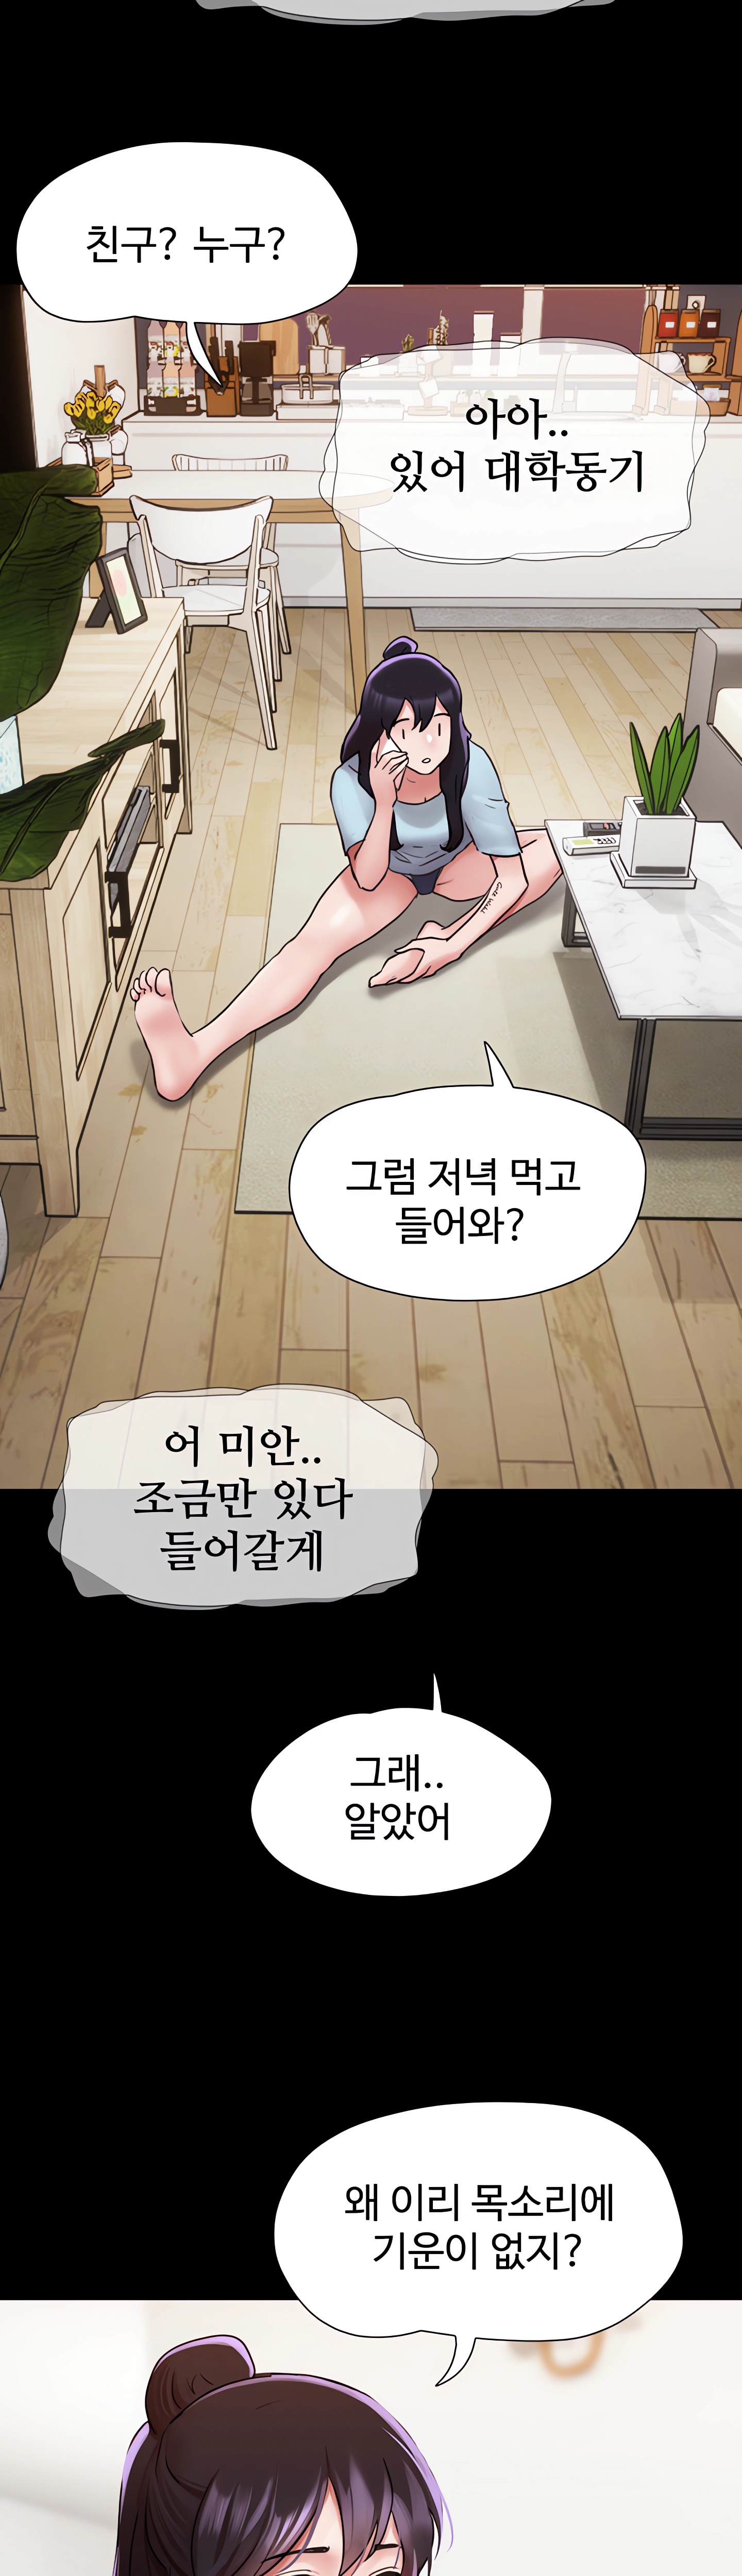 친구? 누구?
아아..
있어 대학동기
그럼 저녁 먹고
들어와?
어 미안..
조금만 있다
들어갈게
그래..
알았어
왜 이리 목소리에
기운이 없지?